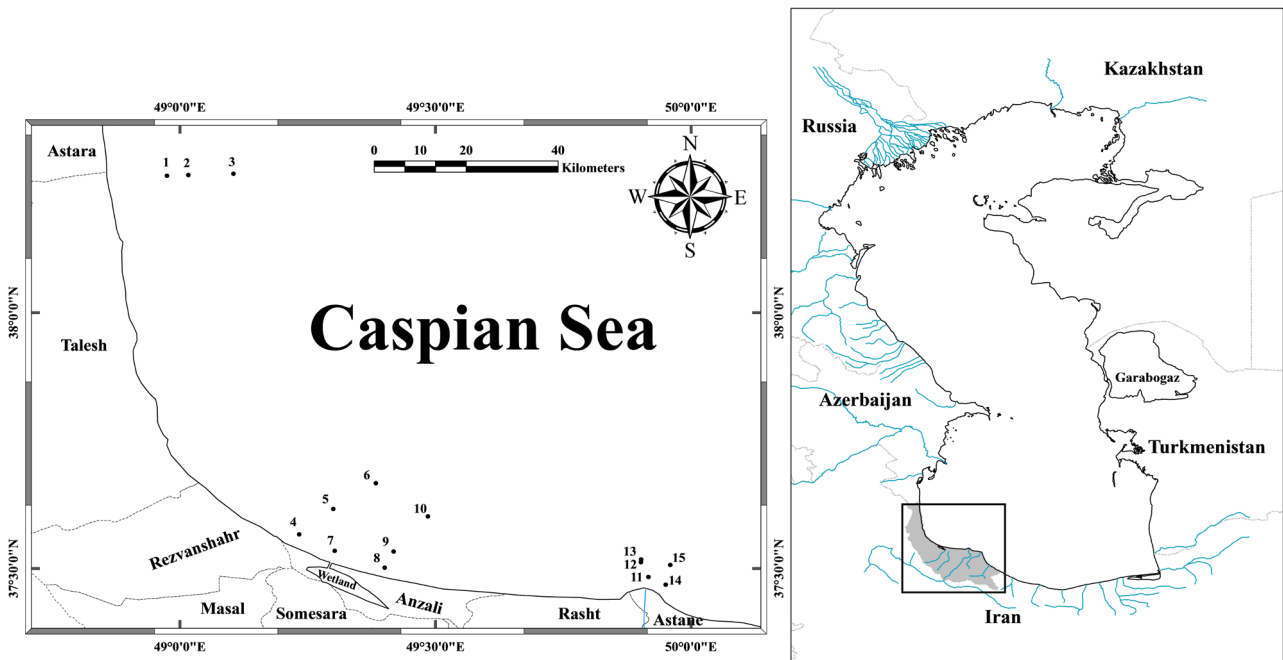 49°0'0"E
49°30'0"E
50°0'0"E
Astara
1 2 3
0 10 20 40
Kilometers
N
W E
S
38°0'0"N
38°0'0"N
Caspian Sea
Talesh
6
5
10
4
Rezvanshahr
7
9
8
13
12
15
11
14
37°30'0"N
37°30'0"N
Wetland
Masal
Somesara
Anzali
Rasht
Astane
49°0'0"E
49°30'0"E
50°0'0"E
Kazakhstan
Russia
Garabogaz
Azerbaijan
Turkmenistan
Iran